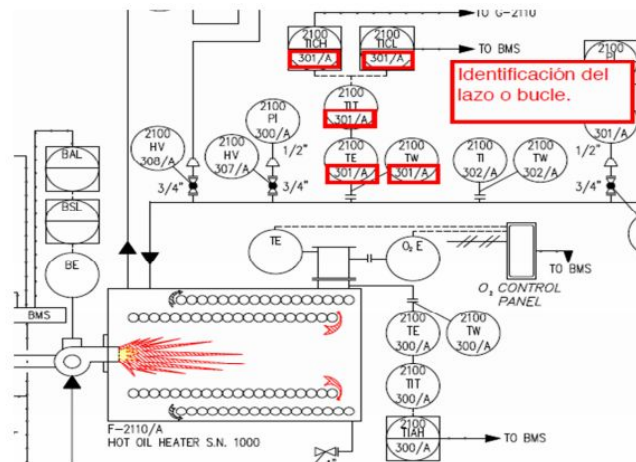 TO G-2110
2100
TICH
301/A
2100
TICL
301/A
TO BMS
2100
PI
Identificación del
lazo o bucle.
2100
TIT
301/A
2100
PI
300/A
2100
HV
308/A
2100
HV
307/A
1/2"
3/4"
3/4"
2100
TE
301/A
2100
TW
301/A
2100
TI
302/A
2100
TW
302/A
301/A
1/2"
3/4"
BAL
BSL
BE
BMS
TE
O₂ E
TO BMS
O₂ CONTROL
PANEL
2100
TE
300/A
2100
TW
300/A
2100
TIT
300/A
2100
TIAH
300/A
TO BMS
F-2110/A
HOT OIL HEATER S.N. 1000